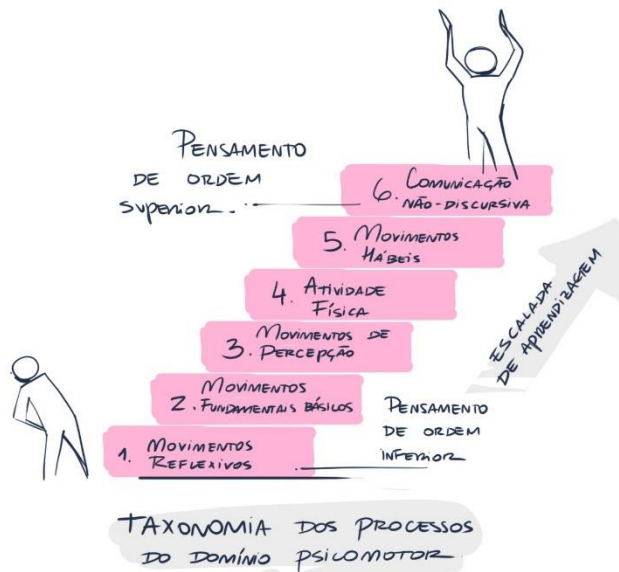 PENSAMENTO
DE ORDEM
SUPERIOR.
6. COMUNICAÇÃO
NÃO-DISCURSIVA
5. MOVIMENTOS
HÁBEIS
4. ATIVIDADE
FÍSICA
3. MOVIMENTOS DE
PERCEPÇÃO
2. MOVIMENTOS
FUNDAMENTAIS BÁSICOS
1. MOVIMENTOS
REFLEXIVOS
PENSAMENTO
DE ORDEM
INFERIOR
ESCALADA
DE APRENDIZAGEM
TAXONOMIA DOS PROCESSOS
DO DOMÍNIO PSICOMOTOR